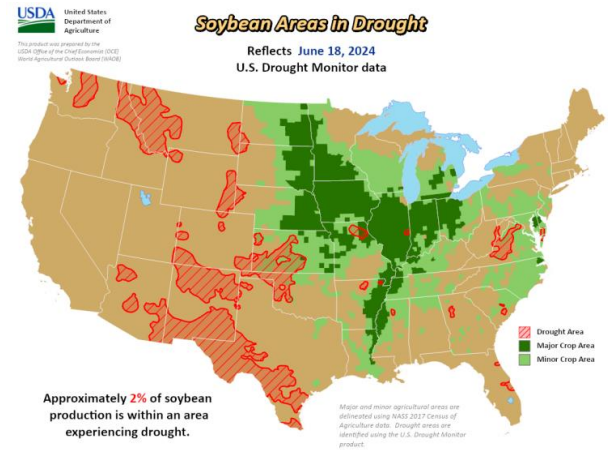 USDA
United States
Department of
Agriculture
This product was prepared by the
USDA Office of the Chief Economist (OCE)
World Agricultural Outlook Board (WAOB)
Soybean Areas in Drought
Reflects June 18, 2024
U.S. Drought Monitor data
Drought Area
Major Crop Area
Minor Crop Area
Approximately 2% of soybean
production is within an area
experiencing drought.
Major and minor agricultural areas are
delineated using NASS 2017 Census of
Agriculture data. Drought areas are
identified using the U.S. Drought Monitor
product.